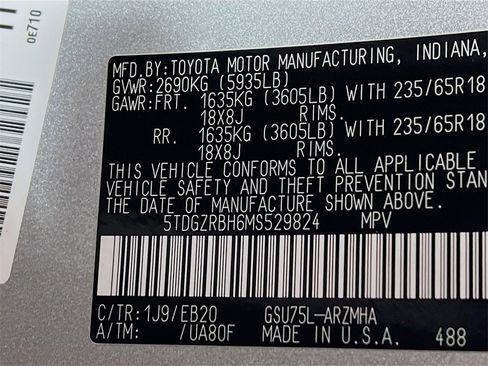 0E710
MFD.BY:TOYOTA MOTOR MANUFACTURING, INDIANA,
GVWR:2690KG (5935LB)
GAWR:FRT. 1635KG (3605LB) WITH 235/65R18
18X8J RIMS.
RR. 1635KG (3605LB) WITH 235/65R18
18X8J RIMS.
THIS VEHICLE CONFORMS TO ALL APPLICABLE
VEHICLE SAFETY AND THEFT PREVENTION STAN
THE DATE OF MANUFACTURE SHOWN ABOVE.
5TDGZRBH6MS529824 MPV
C/TR: 1J9/EB20 GSU75L-ARZMHA
A/TM: /UA80F MADE IN U.S.A. 488